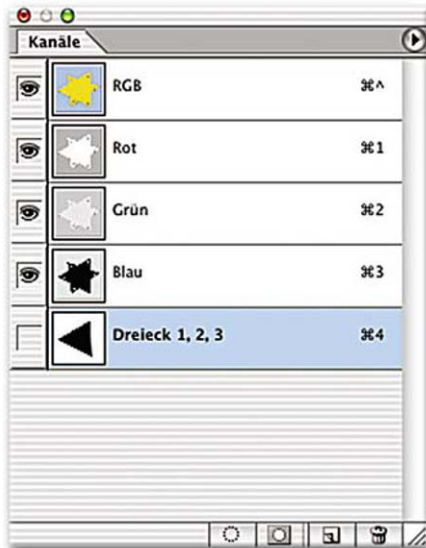 Kanäle
RGB ⌘^
Rot ⌘1
Grün ⌘2
Blau ⌘3
Dreieck 1, 2, 3 ⌘4